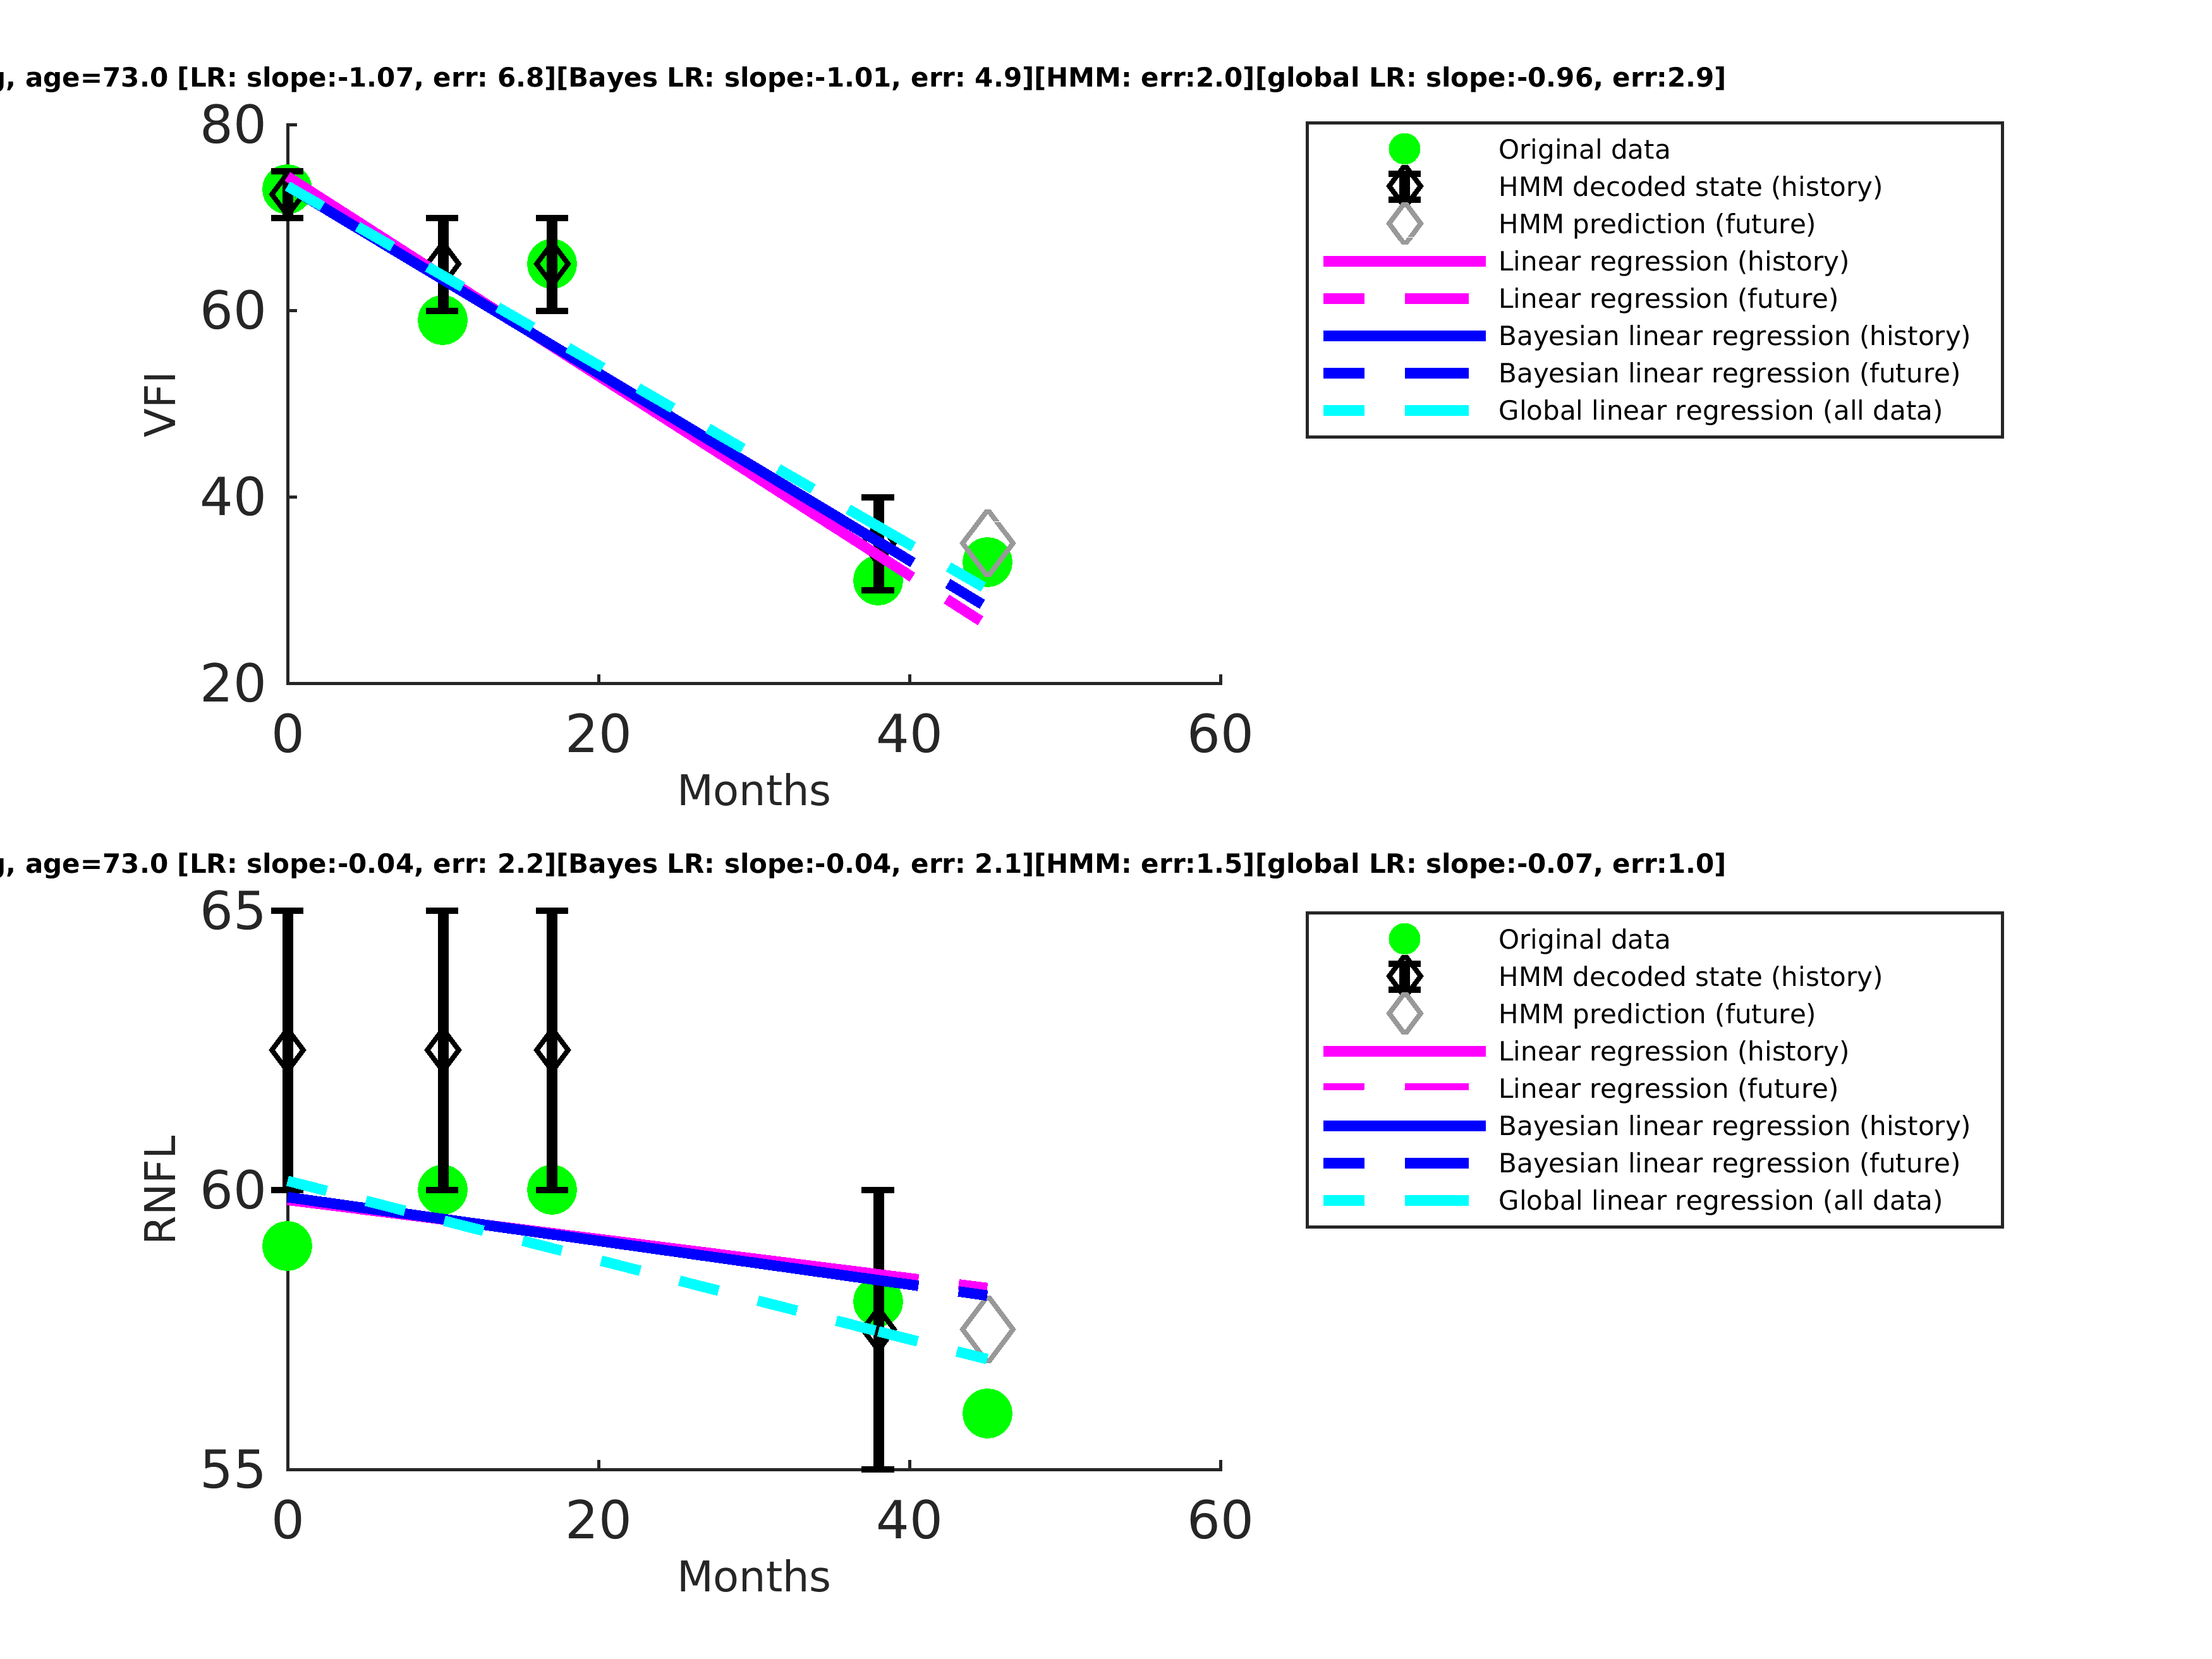 , age=73.0 [LR: slope:-1.07, err: 6.8][Bayes LR: slope:-1.01, err: 4.9][HMM: err:2.0][global LR: slope:-0.96, err:2.9]
80
60
40
20
VFI
0 20 40 60
Months
Original data
HMM decoded state (history)
HMM prediction (future)
Linear regression (history)
Linear regression (future)
Bayesian linear regression (history)
Bayesian linear regression (future)
Global linear regression (all data)
, age=73.0 [LR: slope:-0.04, err: 2.2][Bayes LR: slope:-0.04, err: 2.1][HMM: err:1.5][global LR: slope:-0.07, err:1.0]
65
60
55
RNFL
0 20 40 60
Months
Original data
HMM decoded state (history)
HMM prediction (future)
Linear regression (history)
Linear regression (future)
Bayesian linear regression (history)
Bayesian linear regression (future)
Global linear regression (all data)